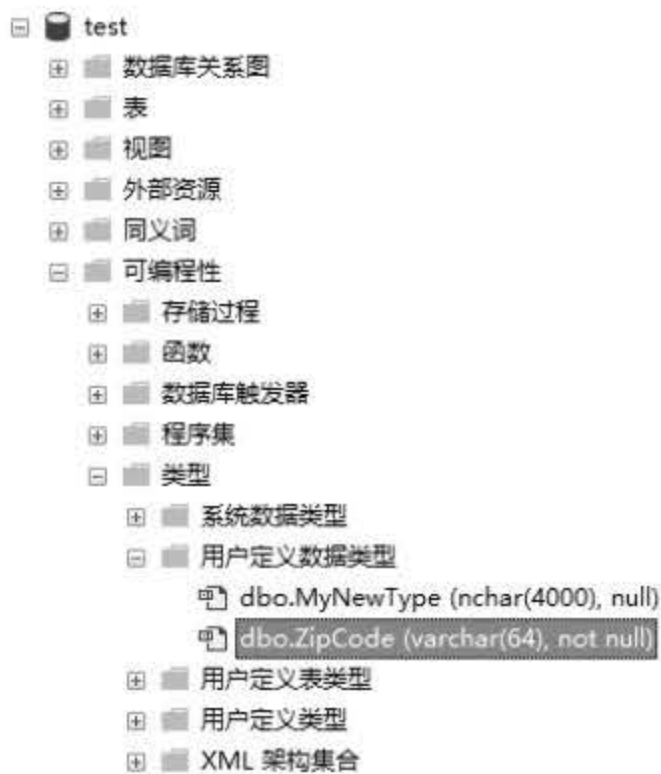 test
数据库关系图
表
视图
外部资源
同义词
可编程性
存储过程
函数
数据库触发器
程序集
类型
系统数据类型
用户定义数据类型
dbo.MyNewType (nchar(4000), null)
dbo.ZipCode (varchar(64), not null)
用户定义表类型
用户定义类型
XML 架构集合